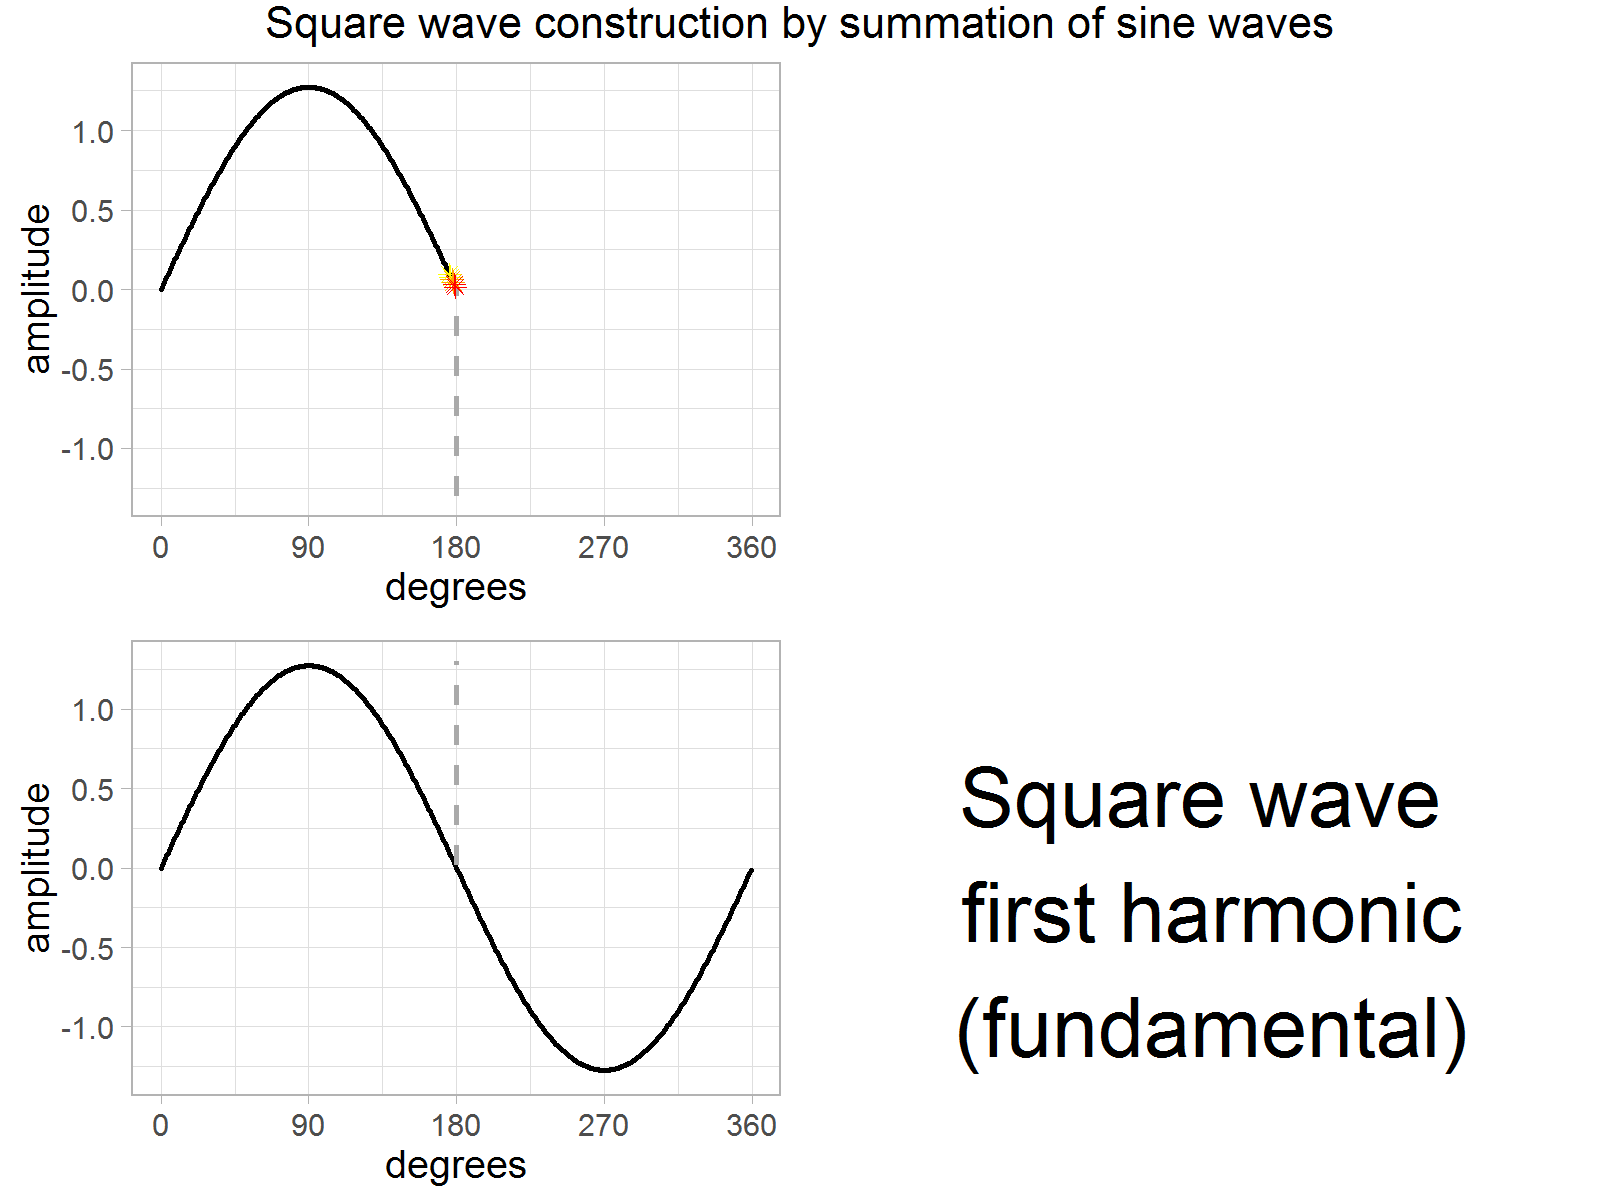 Square wave construction by summation of sine waves
amplitude
1.0
0.5
0.0
-0.5
-1.0
0 90 180 270 360
degrees
amplitude
1.0
0.5
0.0
-0.5
-1.0
0 90 180 270 360
degrees
Square wave
first harmonic
(fundamental)